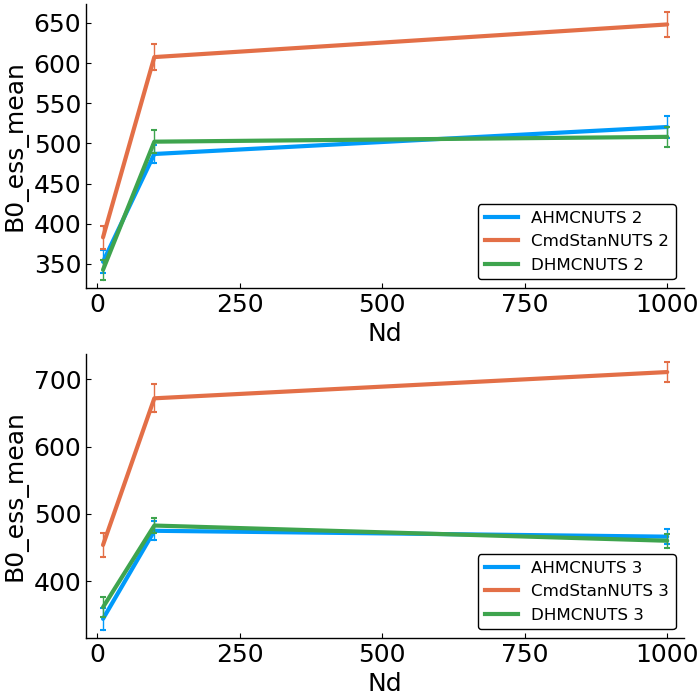 650
600
550
500
450
400
350
B0_ess_mean
AHMCNUTS 2
CmdStanNUTS 2
DHMCNUTS 2
0 250 500 750 1000
Nd
700
600
500
400
B0_ess_mean
AHMCNUTS 3
CmdStanNUTS 3
DHMCNUTS 3
0 250 500 750 1000
Nd